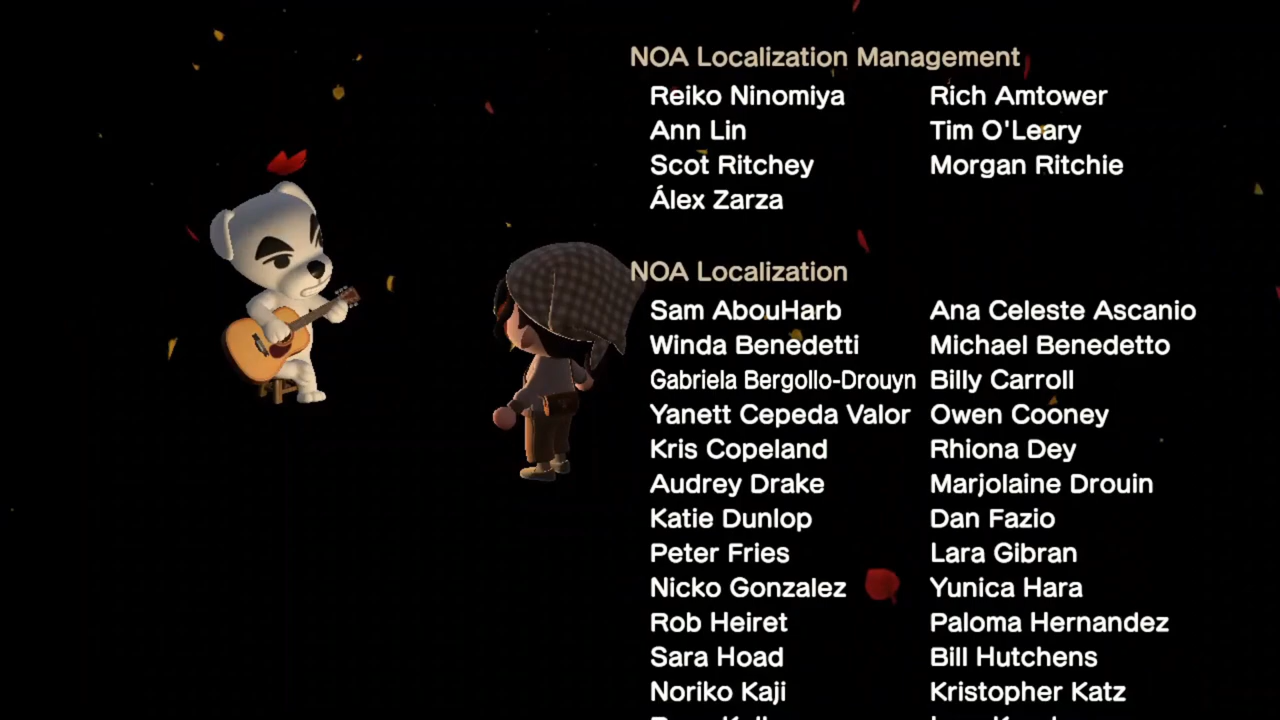 NOA Localization Management
Reiko Ninomiya Rich Amtower
Ann Lin Tim O'Leary
Scot Ritchey Morgan Ritchie
Álex Zarza
NOA Localization
Sam AbouHarb Ana Celeste Ascanio
Winda Benedetti Michael Benedetto
Gabriela Bergollo-Drouyn Billy Carroll
Yanett Cepeda Valor Owen Cooney
Kris Copeland Rhiona Dey
Audrey Drake Marjolaine Drouin
Katie Dunlop Dan Fazio
Peter Fries Lara Gibran
Nicko Gonzalez Yunica Hara
Rob Heiret Paloma Hernandez
Sara Hoad Bill Hutchens
Noriko Kaji Kristopher Katz